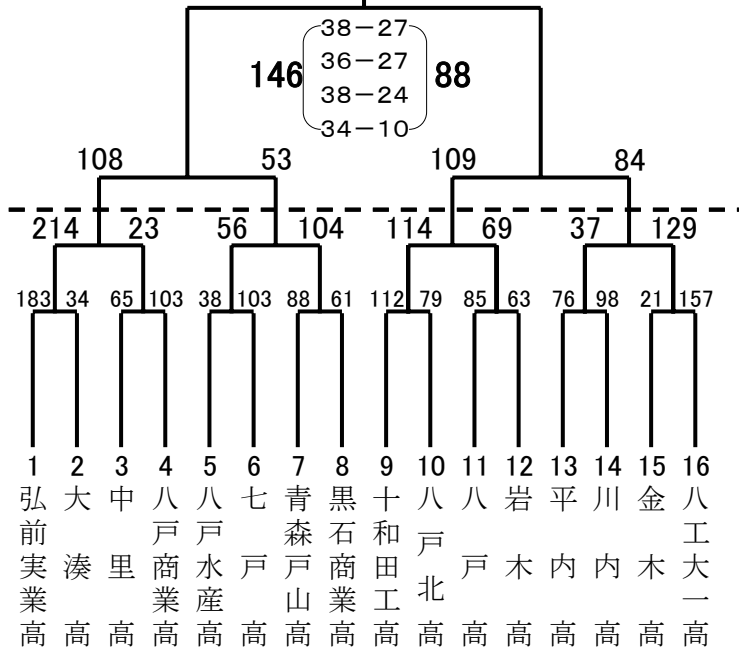 38-27
36-27
146 88
38-24
34-10
108 53 109 84
214 23 56 104 114 69 37 129
183 34 65 103 38 103 88 61 112 79 85 63 76 98 21 157
1 2 3 4 5 6 7 8 9 10 11 12 13 14 15 16
弘前実業高
大湊高
中里高
八戸商業高
八戸水産高
七戸高
青森戸山高
黒石商業高
十和田工高
八戸北高
八戸高
岩木高
平内高
川内高
金木高
八工大一高